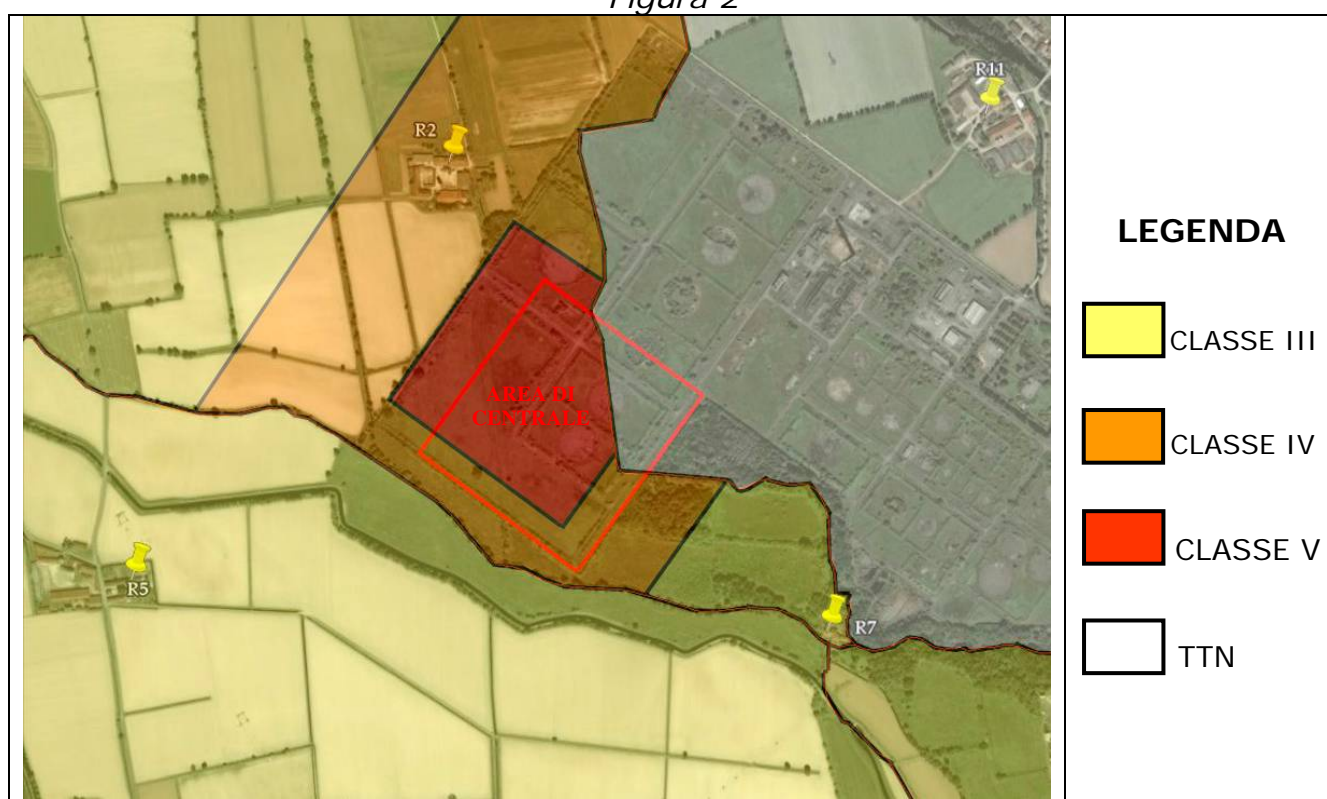 Figura 2
R11
R2
AREA DI
CENTRALE
R5
R7
LEGENDA
CLASSE III
CLASSE IV
CLASSE V
TTN